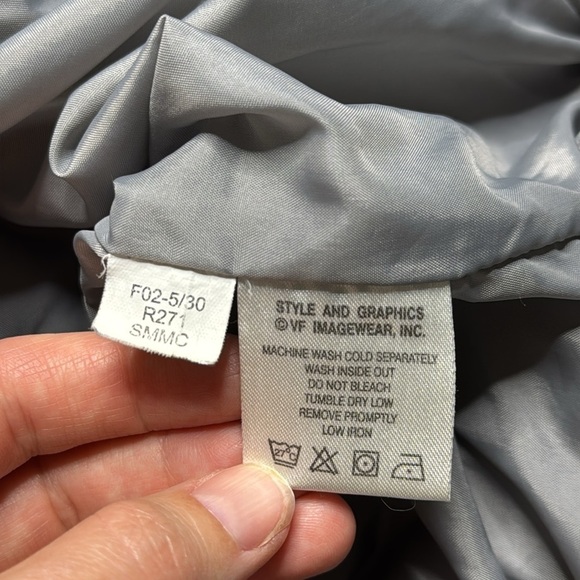 F02-5/30
R271
SMMC
STYLE AND GRAPHICS
© VF IMAGEWEAR, INC.
MACHINE WASH COLD SEPARATELY
WASH INSIDE OUT
DO NOT BLEACH
TUMBLE DRY LOW
REMOVE PROMPTLY
LOW IRON
27°C